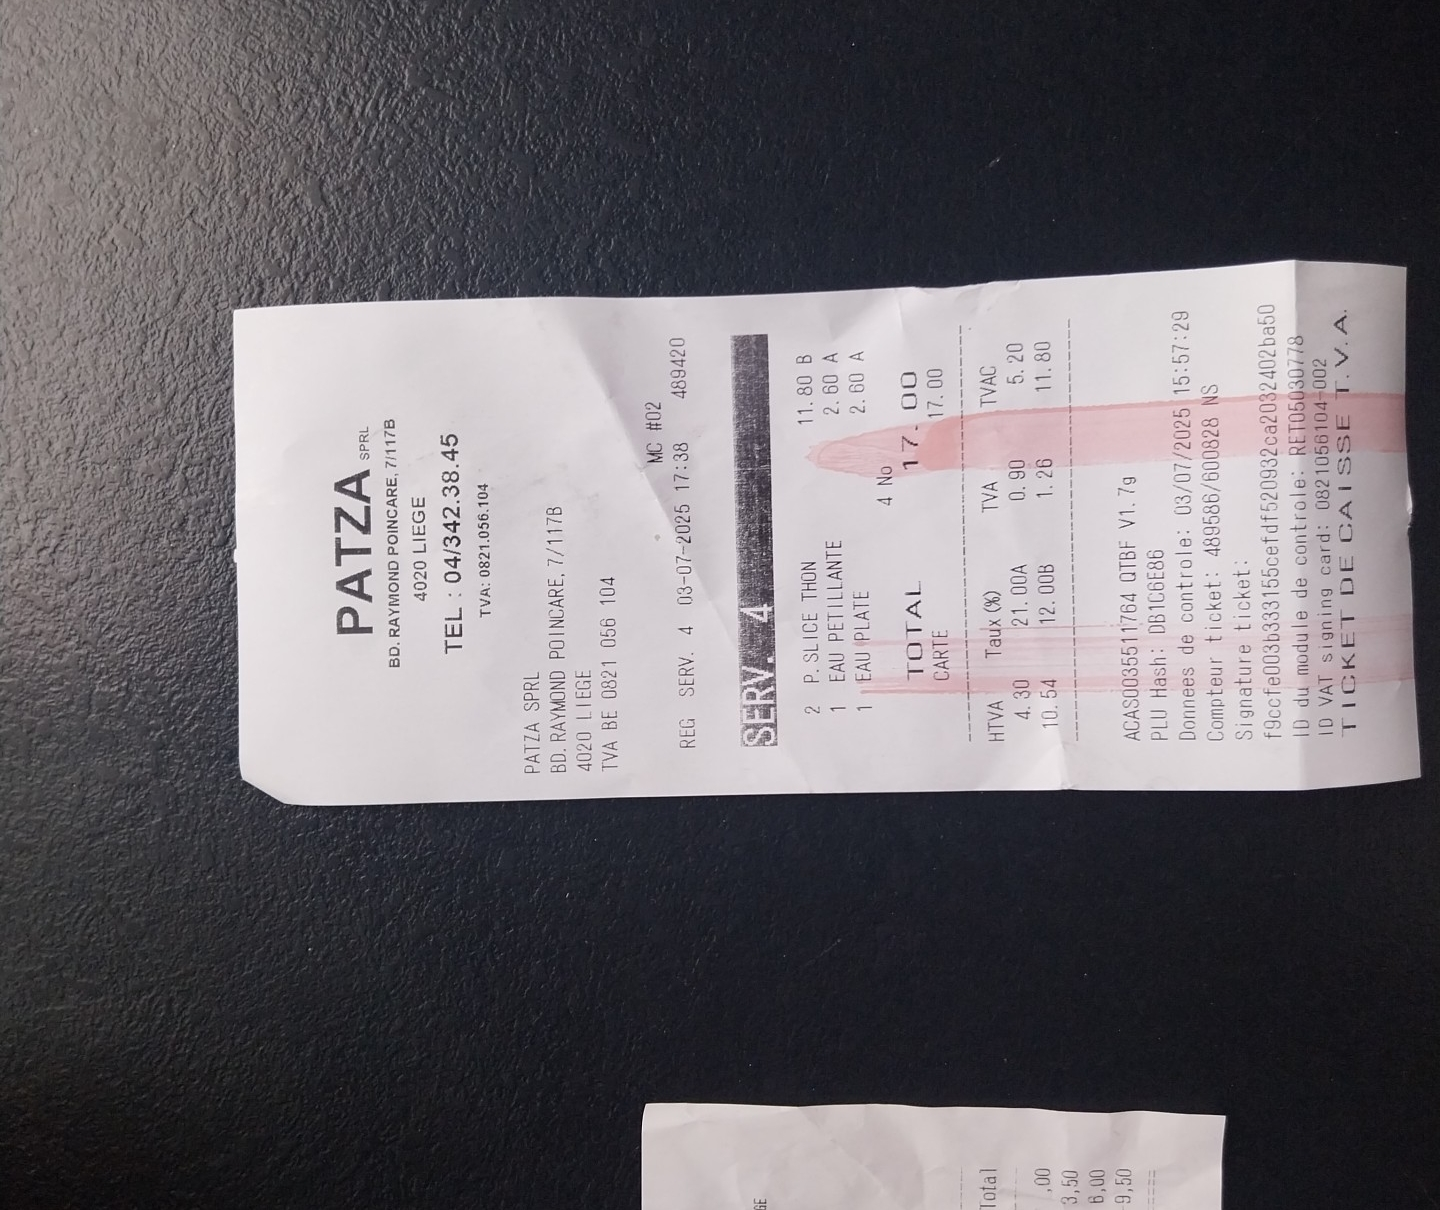 PATZA SPRL
BD. RAYMOND POINCARE, 7/117B
4020 LIEGE
TEL : 04/342.38.45
TVA: 0821.056.104
PATZA SPRL
BD.RAYMOND POINCARE, 7/117B
4020 LIEGE
TVA BE 0821 056 104
MC #02
REG SERV. 4 03-07-2025 17:38 489420
SERV. 4
2 P.SLICE THON 11.80 B
1 EAU PETILLANTE 2.60 A
1 EAU PLATE 2.60 A
4 No
TOTAL 17.00
CARTE 17.00
HTVA Taux(%) TVA TVAC
4.30 21.00A 0.90 5.20
10.54 12.00B 1.26 11.80
ACAS0035511764 QTBF V1.7g
PLU Hash: DB1C6E86
Donnees de controle: 03/07/2025 15:57:29
Compteur ticket: 489586/600828 NS
Signature ticket:
f9ccfe003b333155cefdf520932ca2032402ba50
ID du module de controle: RET05030778
ID VAT signing card: 0821056104-002
TICKET DE CAISSE T.V.A.
GE
Total
,00
3,50
6,00
9,50